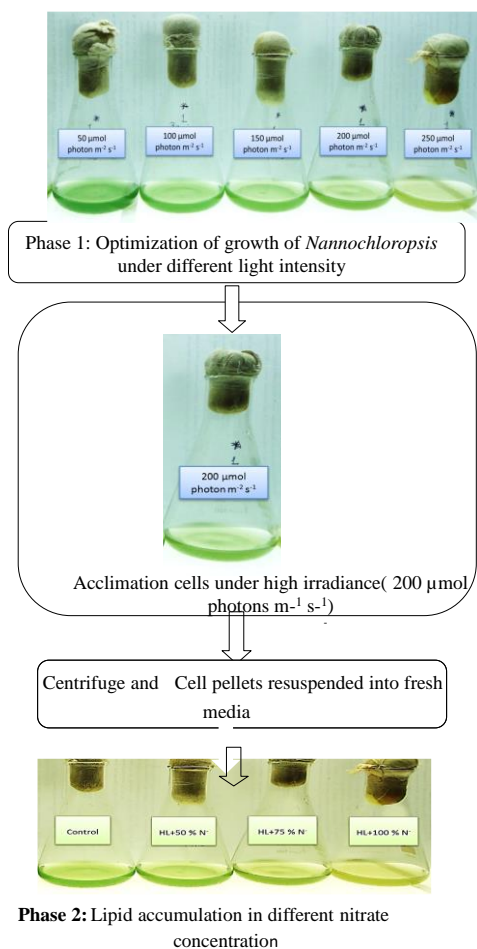 50 µmol
photon m⁻² s⁻¹
100 µmol
photon m⁻² s⁻¹
150 µmol
photon m⁻² s⁻¹
200 µmol
photon m⁻² s⁻¹
250 µmol
photon m⁻² s⁻¹
Phase 1: Optimization of growth of Nannochloropsis
under different light intensity
200 µmol
photon m⁻² s⁻¹
Acclimation cells under high irradiance( 200 µmol
photons m-¹ s-¹)
Centrifuge and Cell pellets resuspended into fresh
media
Control
HL+50 % N⁻
HL+75 % N⁻
HL+100 % N⁻
Phase 2: Lipid accumulation in different nitrate
concentration